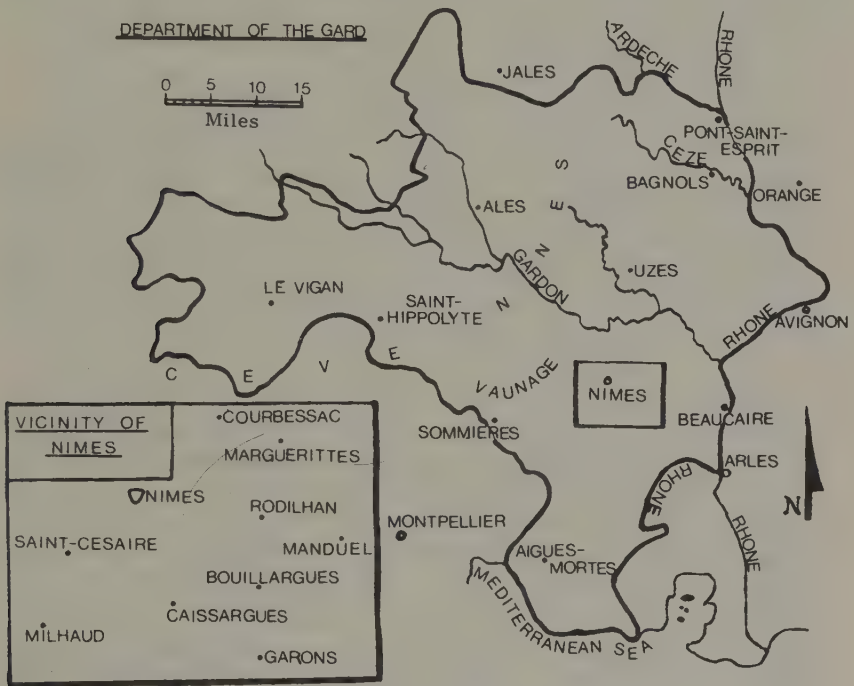 DEPARTMENT OF THE GARD
0 5 10 15
Miles
ARDECHE
RHONE
JALES
PONT-SAINT-
ESPRIT
CEZE
BAGNOLS
ORANGE
ALES
CEVENNES
GARDON
UZES
LE VIGAN
SAINT-
HIPPOLYTE
RHONE
AVIGNON
VAUNAGE
NIMES
BEAUCAIRE
SOMMIERES
ARLES
RHONE
RHONE
N
MONTPELLIER
AIGUES-
MORTES
MEDITERRANEAN SEA
VICINITY OF
NIMES
COURBESSAC
MARGUERITTES
NIMES
RODILHAN
SAINT-CESAIRE
MANDUEL
BOUILLARGUES
CAISSARGUES
MILHAUD
GARONS